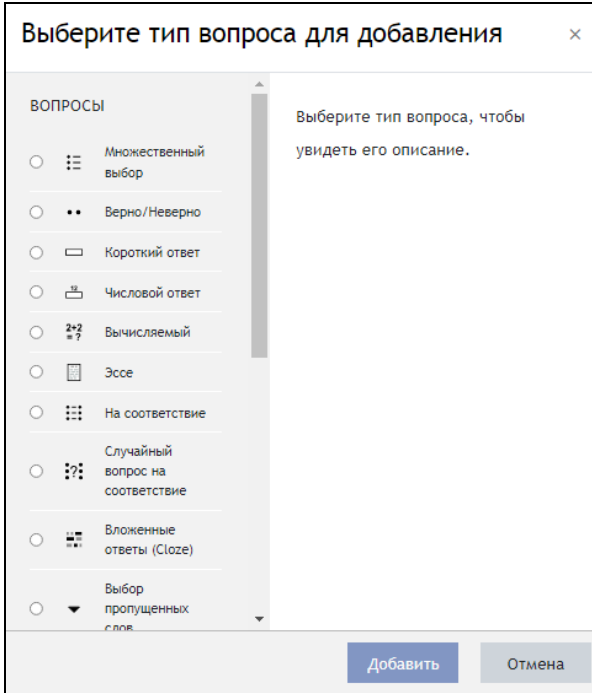 Выберите тип вопроса для добавления ×
ВОПРОСЫ
Множественный
выбор
Верно/Неверно
Короткий ответ
12
Числовой ответ
2+2
= ?
Вычисляемый
Эссе
На соответствие
?
Случайный
вопрос на
соответствие
Вложенные
ответы (Cloze)
Выбор
пропущенных
слов
Выберите тип вопроса, чтобы
увидеть его описание.
Добавить
Отмена